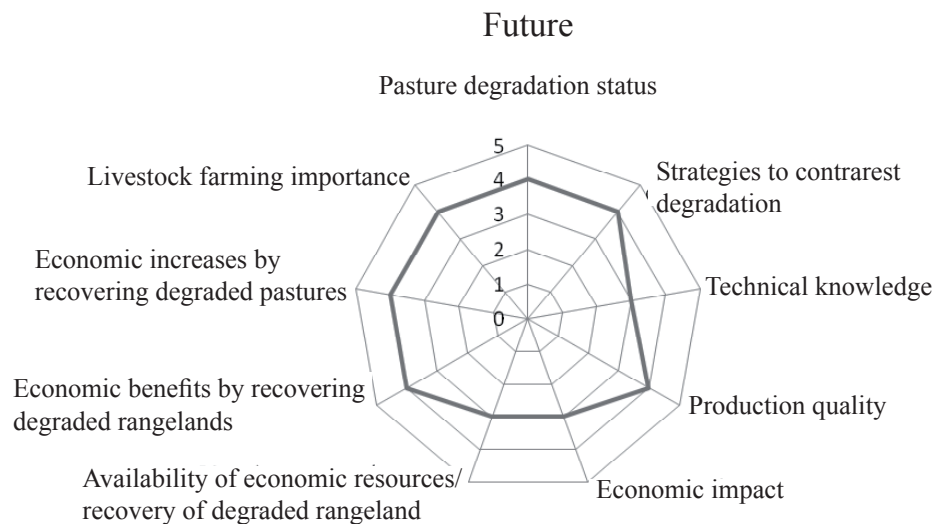 Future
Pasture degradation status
5
4
3
2
1
0
Strategies to contrarest
degradation
Technical knowledge
Production quality
Economic impact
Availability of economic resources/
recovery of degraded rangeland
Economic benefits by recovering
degraded rangelands
Economic increases by
recovering degraded pastures
Livestock farming importance